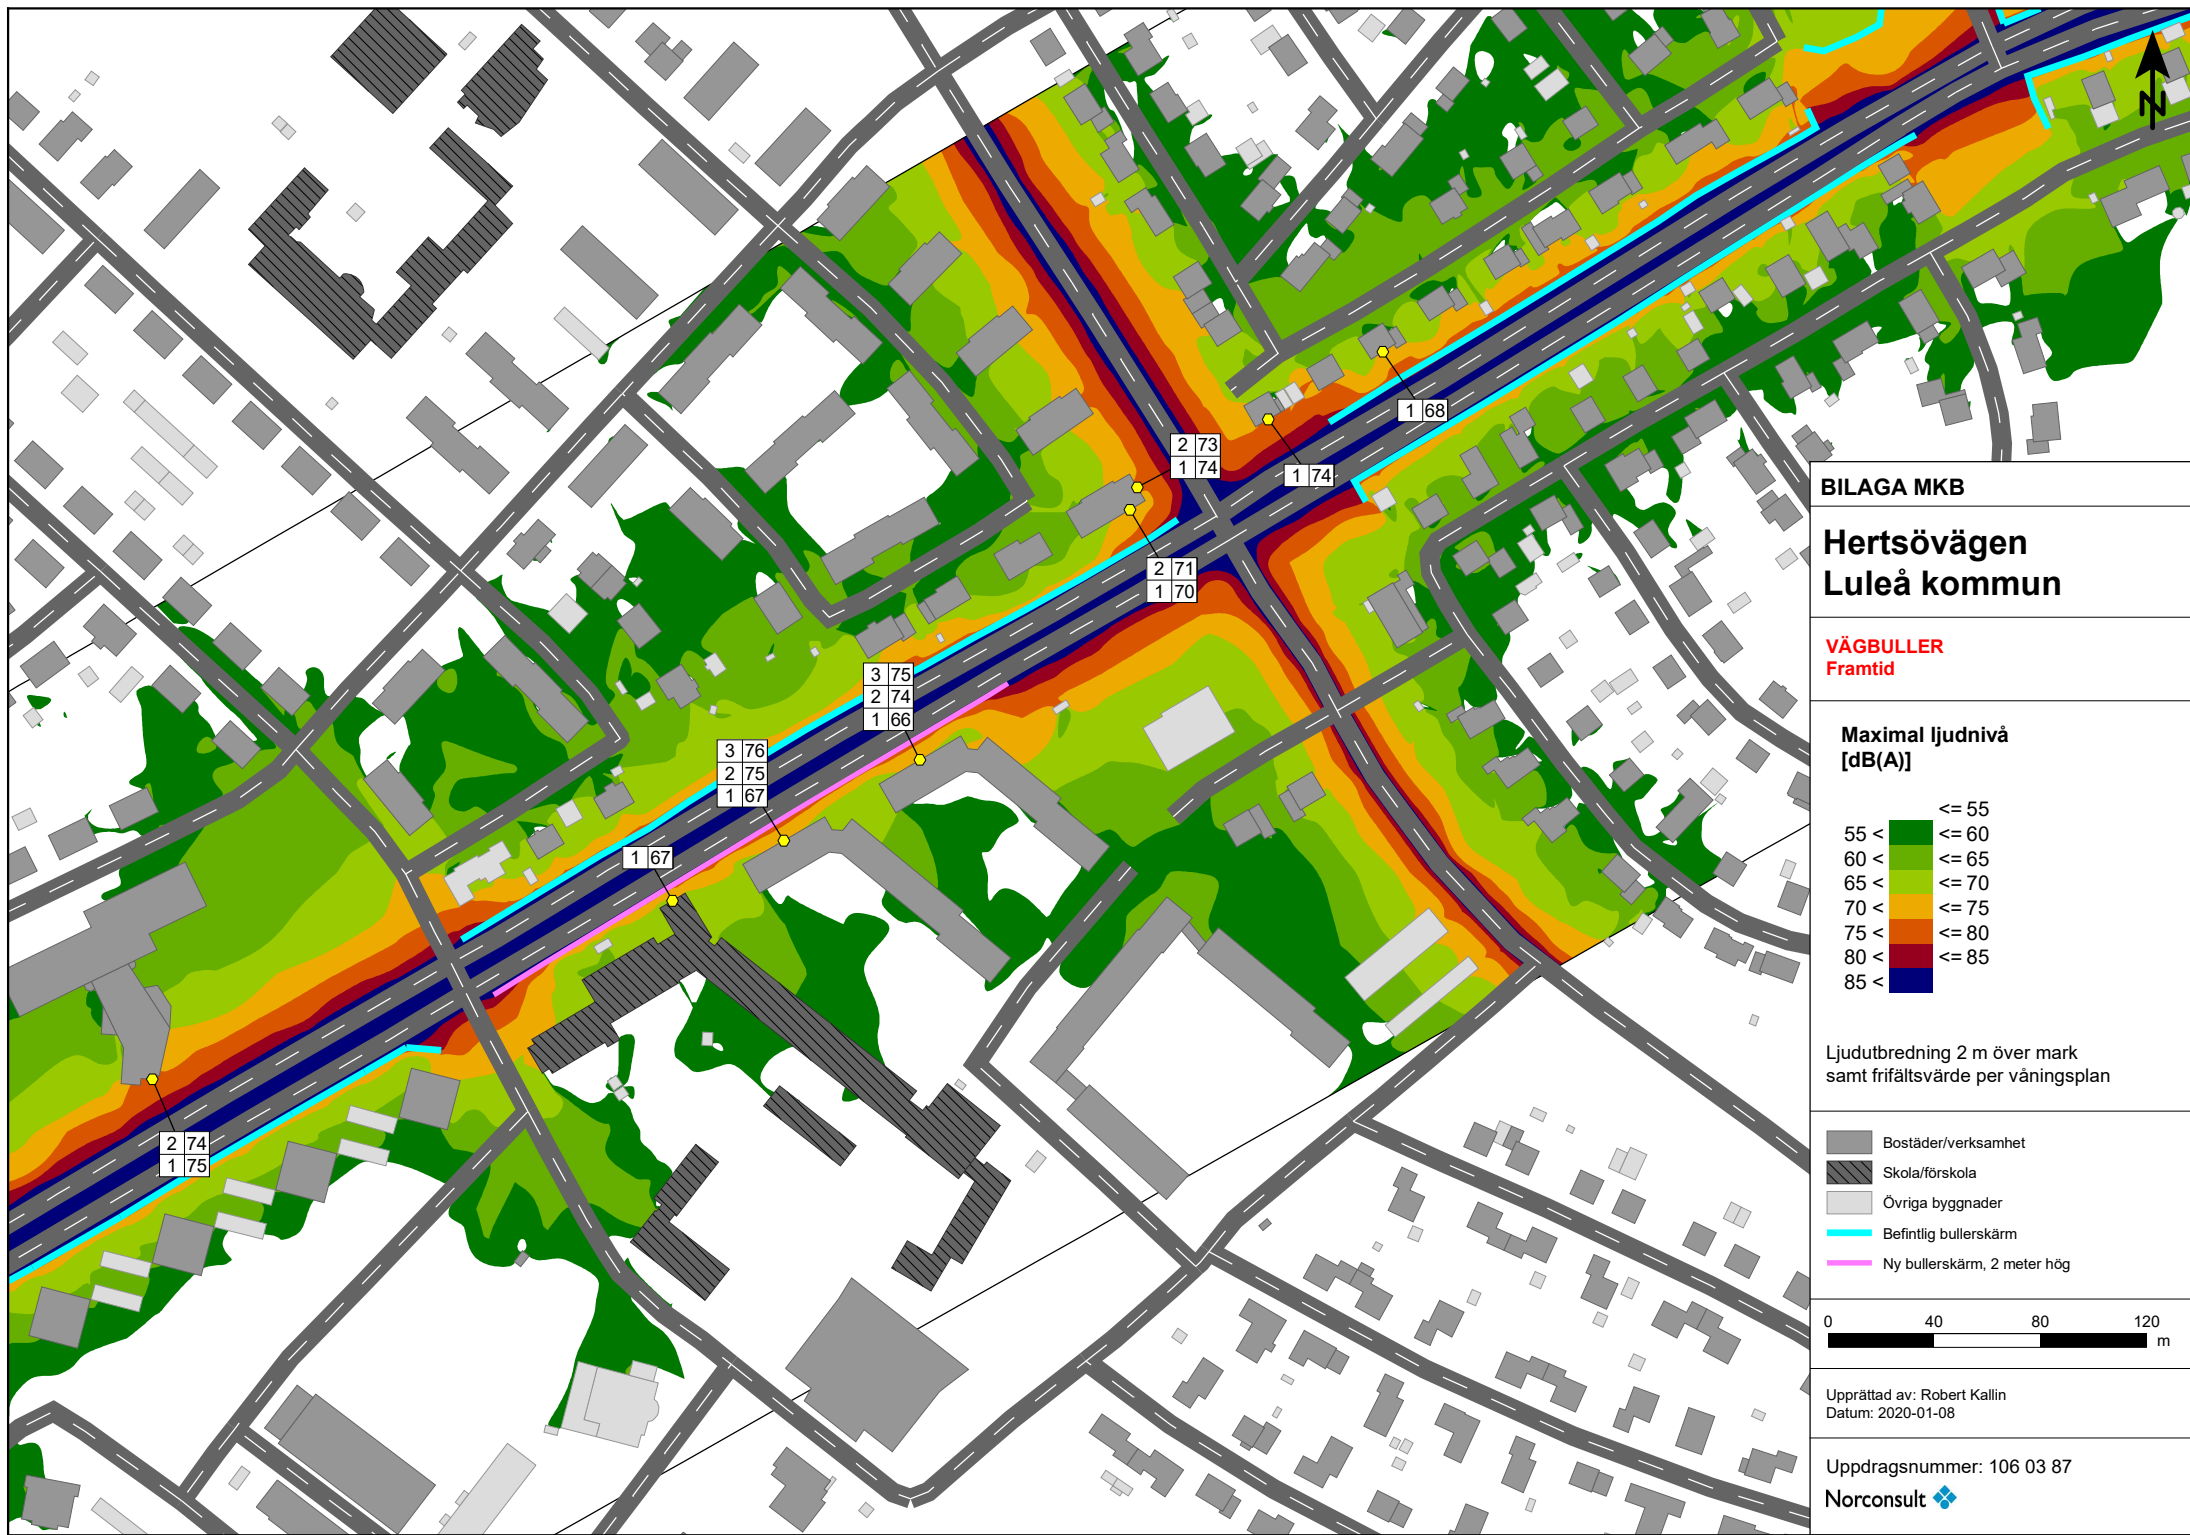 1 68
2 73
1 74
1 74
2 71
1 70
3 75
2 74
1 66
3 76
2 75
1 67
1 67
2 74
1 75
N
BILAGA MKB
Hertsövägen
Luleå kommun
VÄGBULLER
Framtid
Maximal ljudnivå
[dB(A)]
<= 55
55 < <= 60
60 < <= 65
65 < <= 70
70 < <= 75
75 < <= 80
80 < <= 85
85 <
Ljudutbredning 2 m över mark
samt frifältsvärde per våningsplan
Bostäder/verksamhet
Skola/förskola
Övriga byggnader
Befintlig bullerskärm
Ny bullerskärm, 2 meter hög
0 40 80 120
m
Upprättad av: Robert Kallin
Datum: 2020-01-08
Uppdragsnummer: 106 03 87
Norconsult